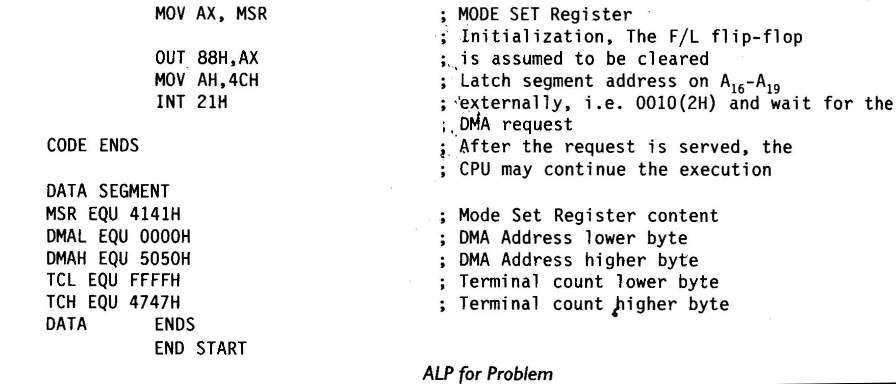 MOV AX, MSR ; MODE SET Register
; Initialization, The F/L flip-flop
OUT 88H,AX ; is assumed to be cleared
MOV AH,4CH ; Latch segment address on A16-A19
INT 21H ; externally, i.e. 0010(2H) and wait for the
; DMA request
CODE ENDS ; After the request is served, the
; CPU may continue the execution
DATA SEGMENT
MSR EQU 4141H ; Mode Set Register content
DMAL EQU 0000H ; DMA Address lower byte
DMAH EQU 5050H ; DMA Address higher byte
TCL EQU FFFFH ; Terminal count lower byte
TCH EQU 4747H ; Terminal count higher byte
DATA ENDS
END START
ALP for Problem